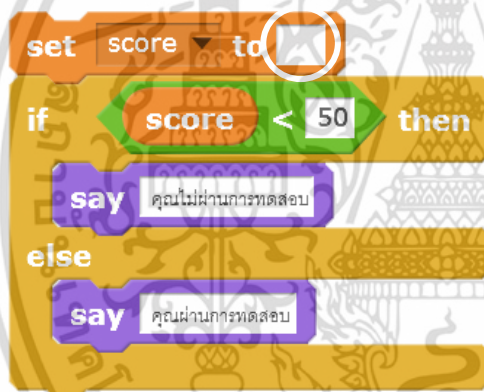 set score to
if score < 50 then
say คุณไม่ผ่านการทดสอบ
else
say คุณผ่านการทดสอบ